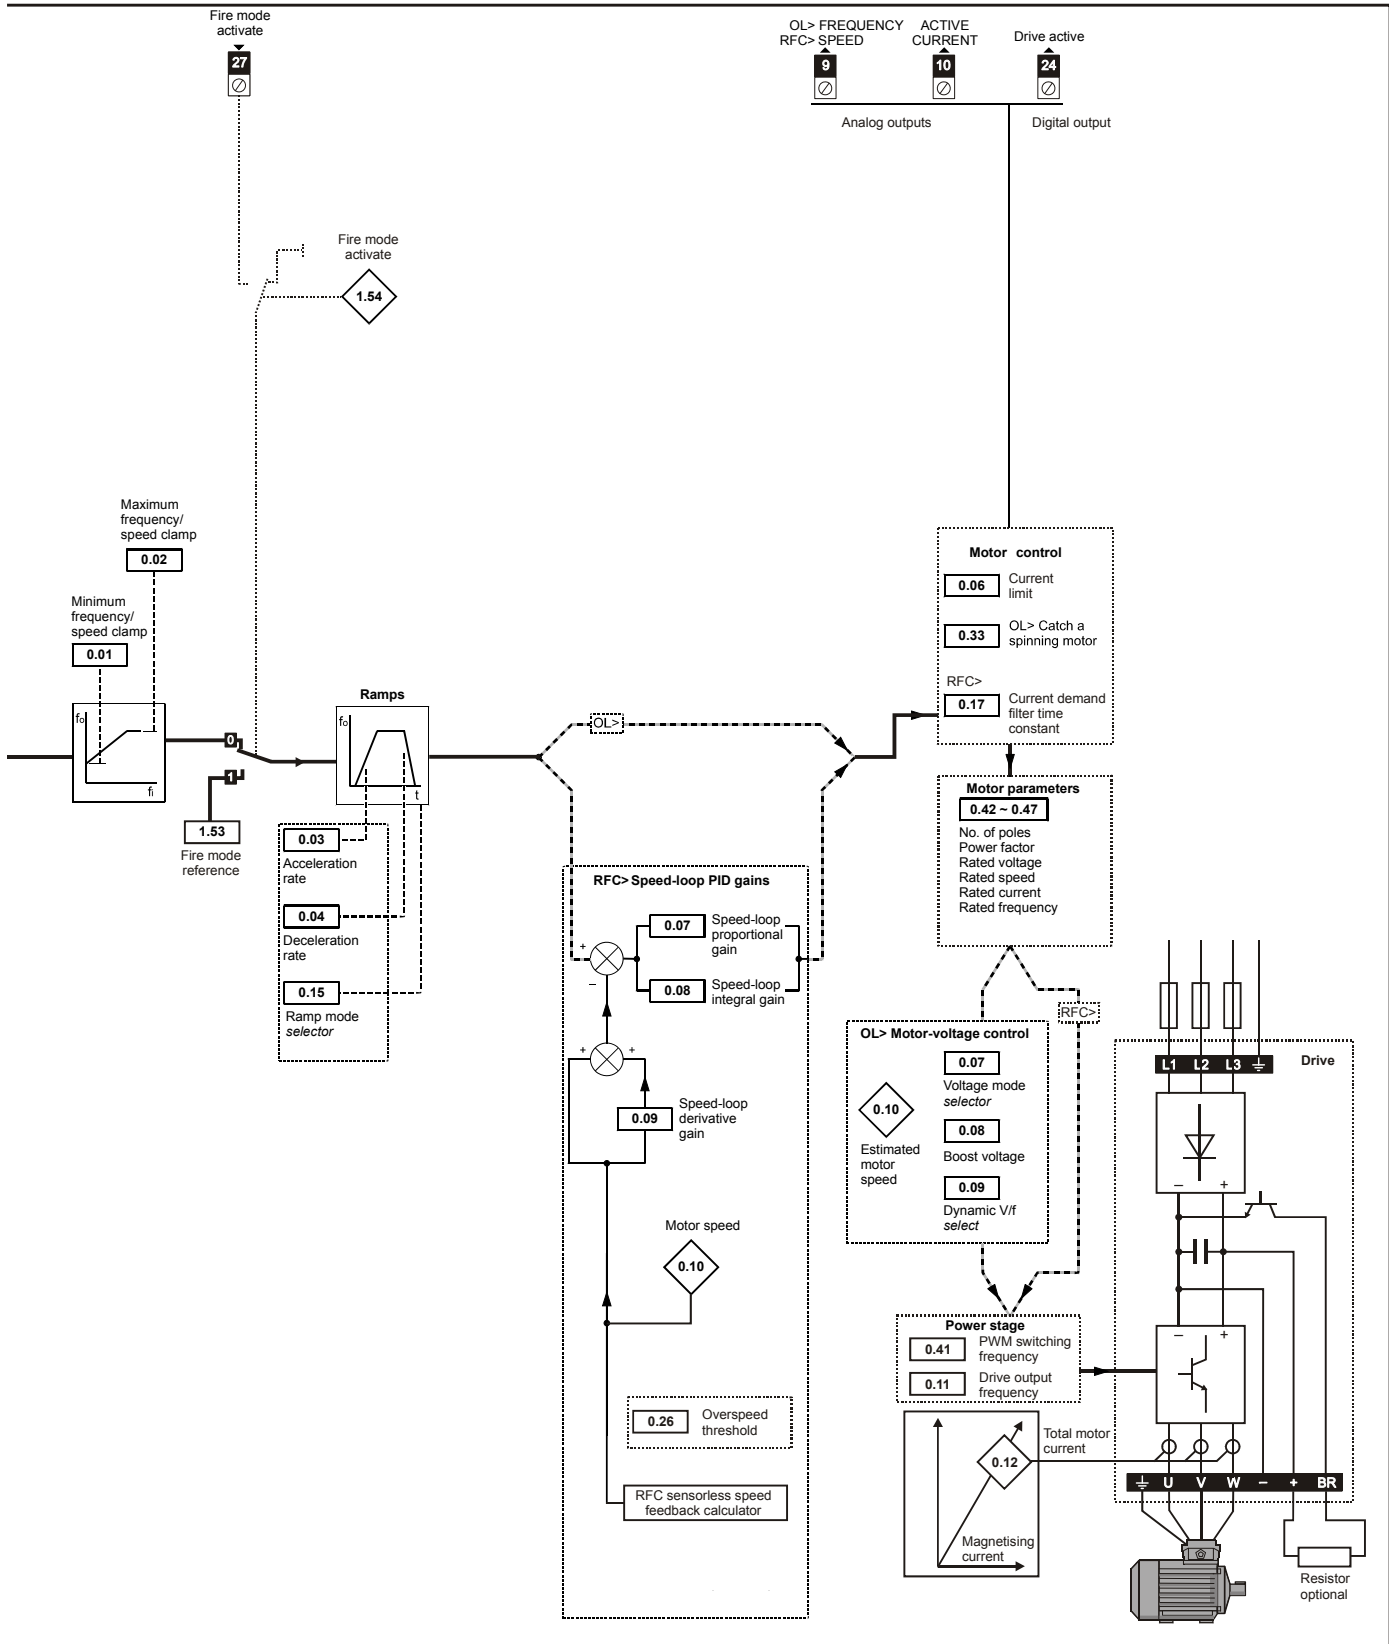 Fire mode
activate
27
OL> FREQUENCY
RFC> SPEED
ACTIVE
CURRENT
Drive active
9
10
24
Analog outputs
Digital output
Fire mode
activate
1.54
Maximum
frequency/
speed clamp
0.02
Minimum
frequency/
speed clamp
0.01
fo
fi
0
1
1.53
Fire mode
reference
Ramps
fo
t
0.03
Acceleration
rate
0.04
Deceleration
rate
0.15
Ramp mode
selector
OL>
RFC> Speed-loop PID gains
+
–
0.07
Speed-loop
proportional
gain
0.08
Speed-loop
integral gain
+
+
0.09
Speed-loop
derivative
gain
Motor speed
0.10
0.26
Overspeed
threshold
RFC sensorless speed
feedback calculator
Motor control
0.06
Current
limit
0.33
OL> Catch a
spinning motor
RFC>
0.17
Current demand
filter time
constant
Motor parameters
0.42 ~ 0.47
No. of poles
Power factor
Rated voltage
Rated speed
Rated current
Rated frequency
RFC>
OL> Motor-voltage control
0.07
Voltage mode
selector
0.10
Estimated
motor
speed
0.08
Boost voltage
0.09
Dynamic V/f
select
Power stage
0.41
PWM switching
frequency
0.11
Drive output
frequency
0.12
Total motor
current
Magnetising
current
Drive
L1 L2 L3
– +
– +
U V W – + BR
Resistor
optional